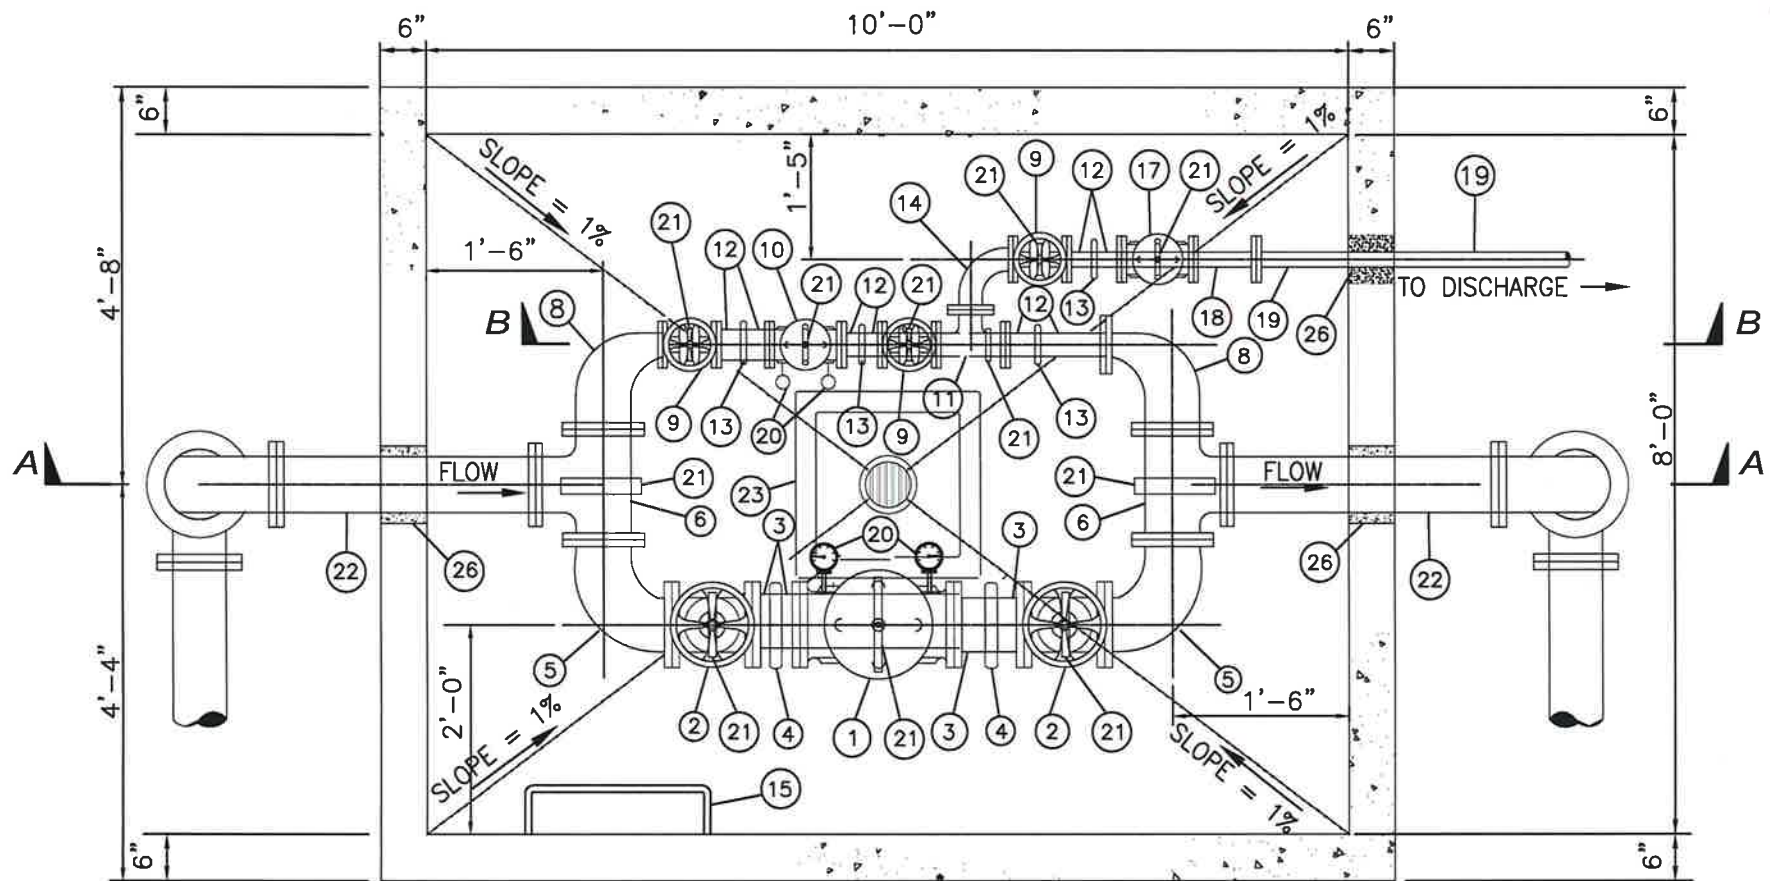 6” 10'-0” 6”
6” 6”
SLOPE = 1% 1'-5” SLOPE = 1%
21 9 12 17 21 19
14
21 12 10 21 12 21 12
1'-6”
4'-8”
13 18 19 26
TO DISCHARGE
B B
8 8
9 13 20 13 9 11 21 13
A FLOW FLOW A
8'-0”
21 23 21
6 3 20 3 6
22 26 26 22
5 5
4'-4” 2'-0” 1'-6”
2 21 4 1 21 3 4 2 21
SLOPE = 1% SLOPE = 1%
15
6” 6”